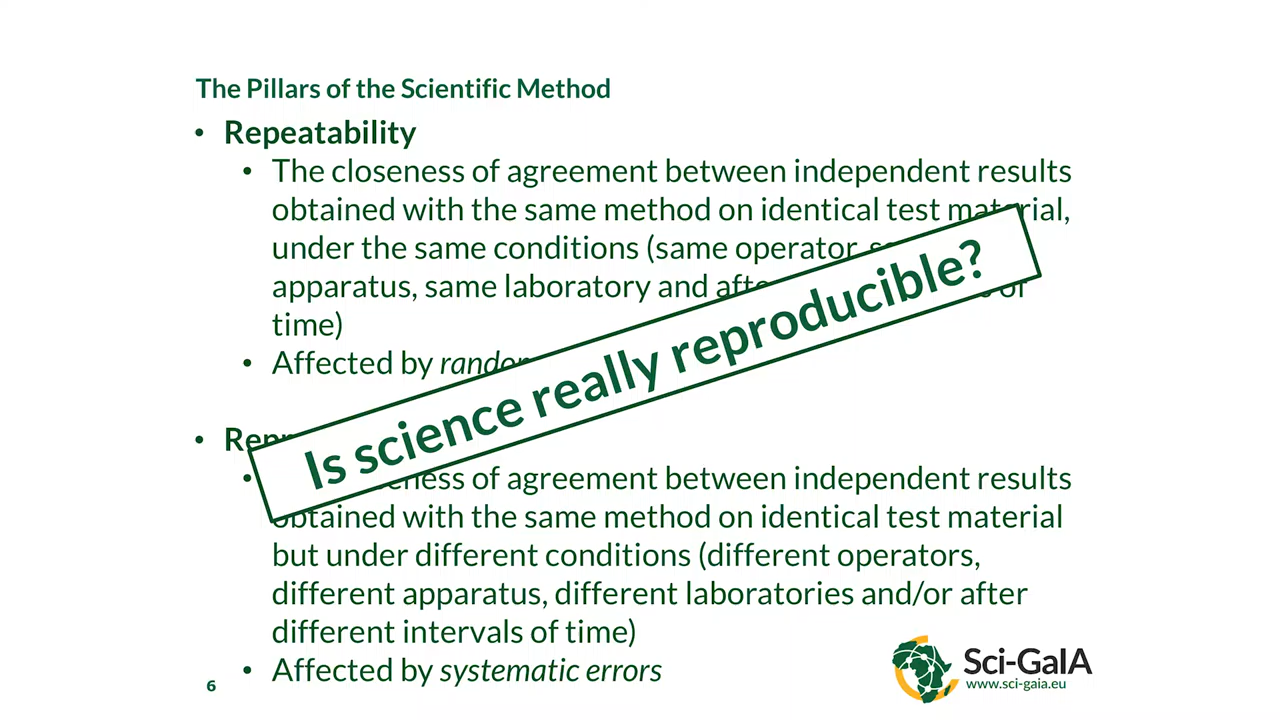 The Pillars of the Scientific Method
• Repeatability
• The closeness of agreement between independent results
obtained with the same method on identical test material,
under the same conditions (same operator,
apparatus, same laboratory and
time)
• Affected by
Is science really reproducible?
•
• of agreement between independent results
obtained with the same method on identical test material
but under different conditions (different operators,
different apparatus, different laboratories and/or after
different intervals of time)
• Affected by systematic errors
6
Sci-GaIA
www.sci-gaia.eu